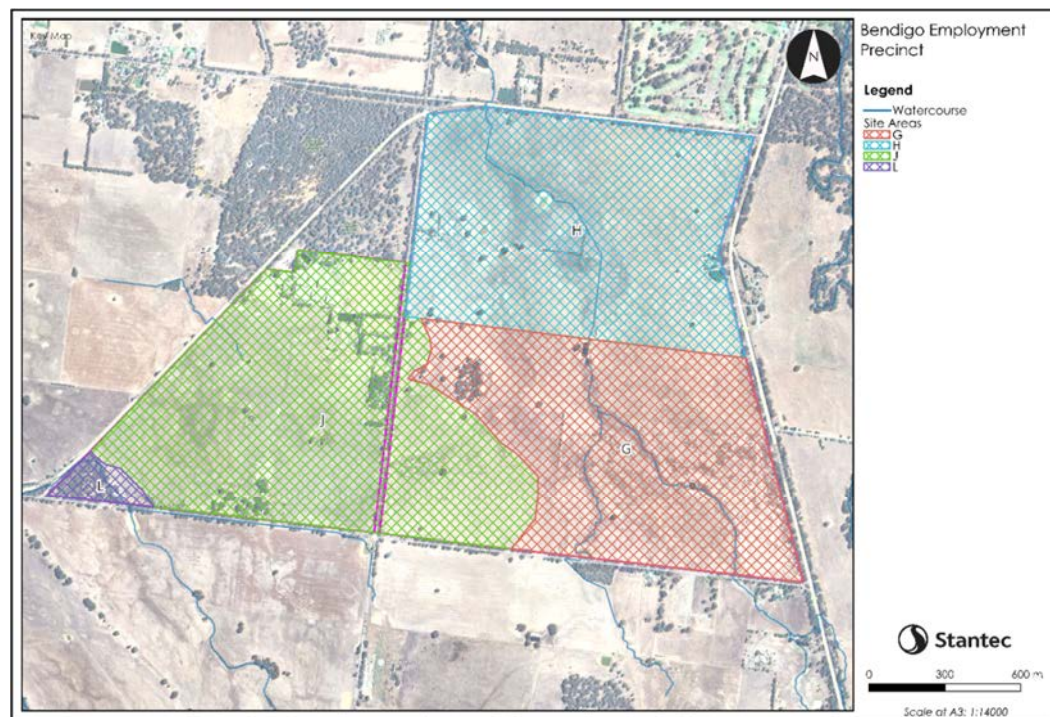 Key Map
N
Bendigo Employment
Precinct
Legend
Watercourse
Site Areas
G
H
J
L
H
J
G
L
Stantec
0 300 600 m
Scale at A3: 1:14000